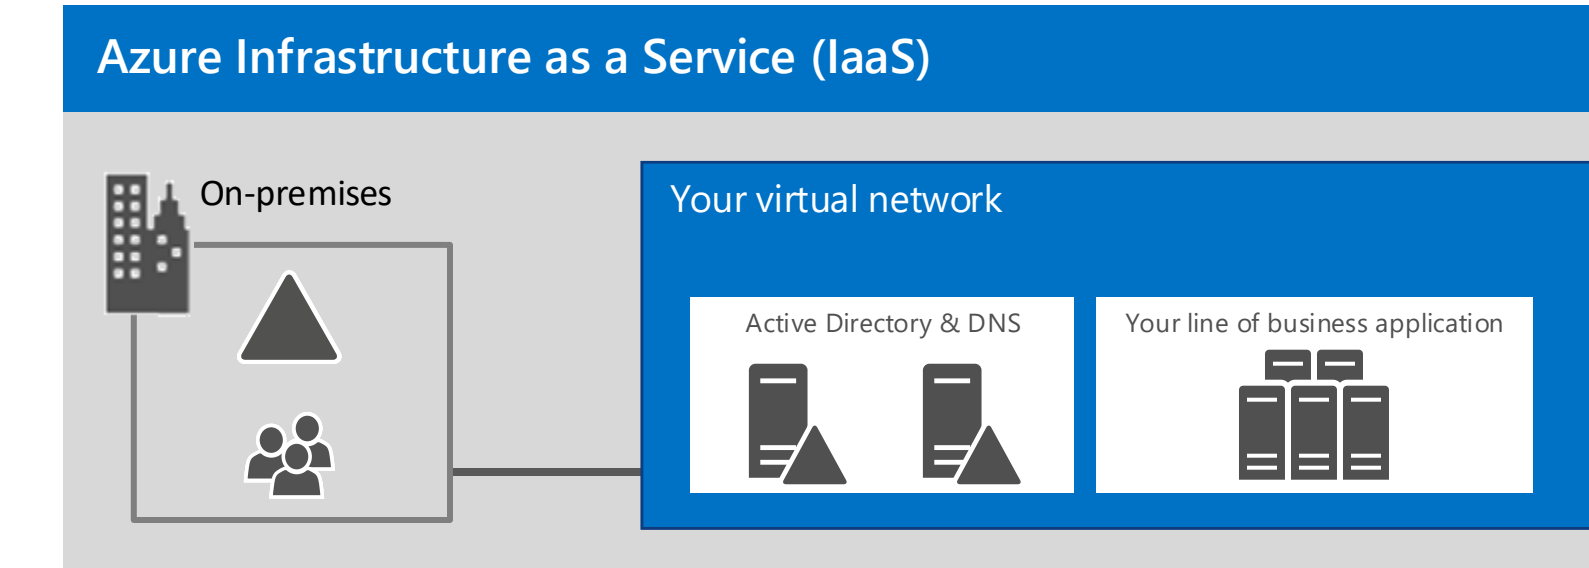 Azure Infrastructure as a Service (IaaS)
On-premises
Your virtual network
Active Directory & DNS
Your line of business application